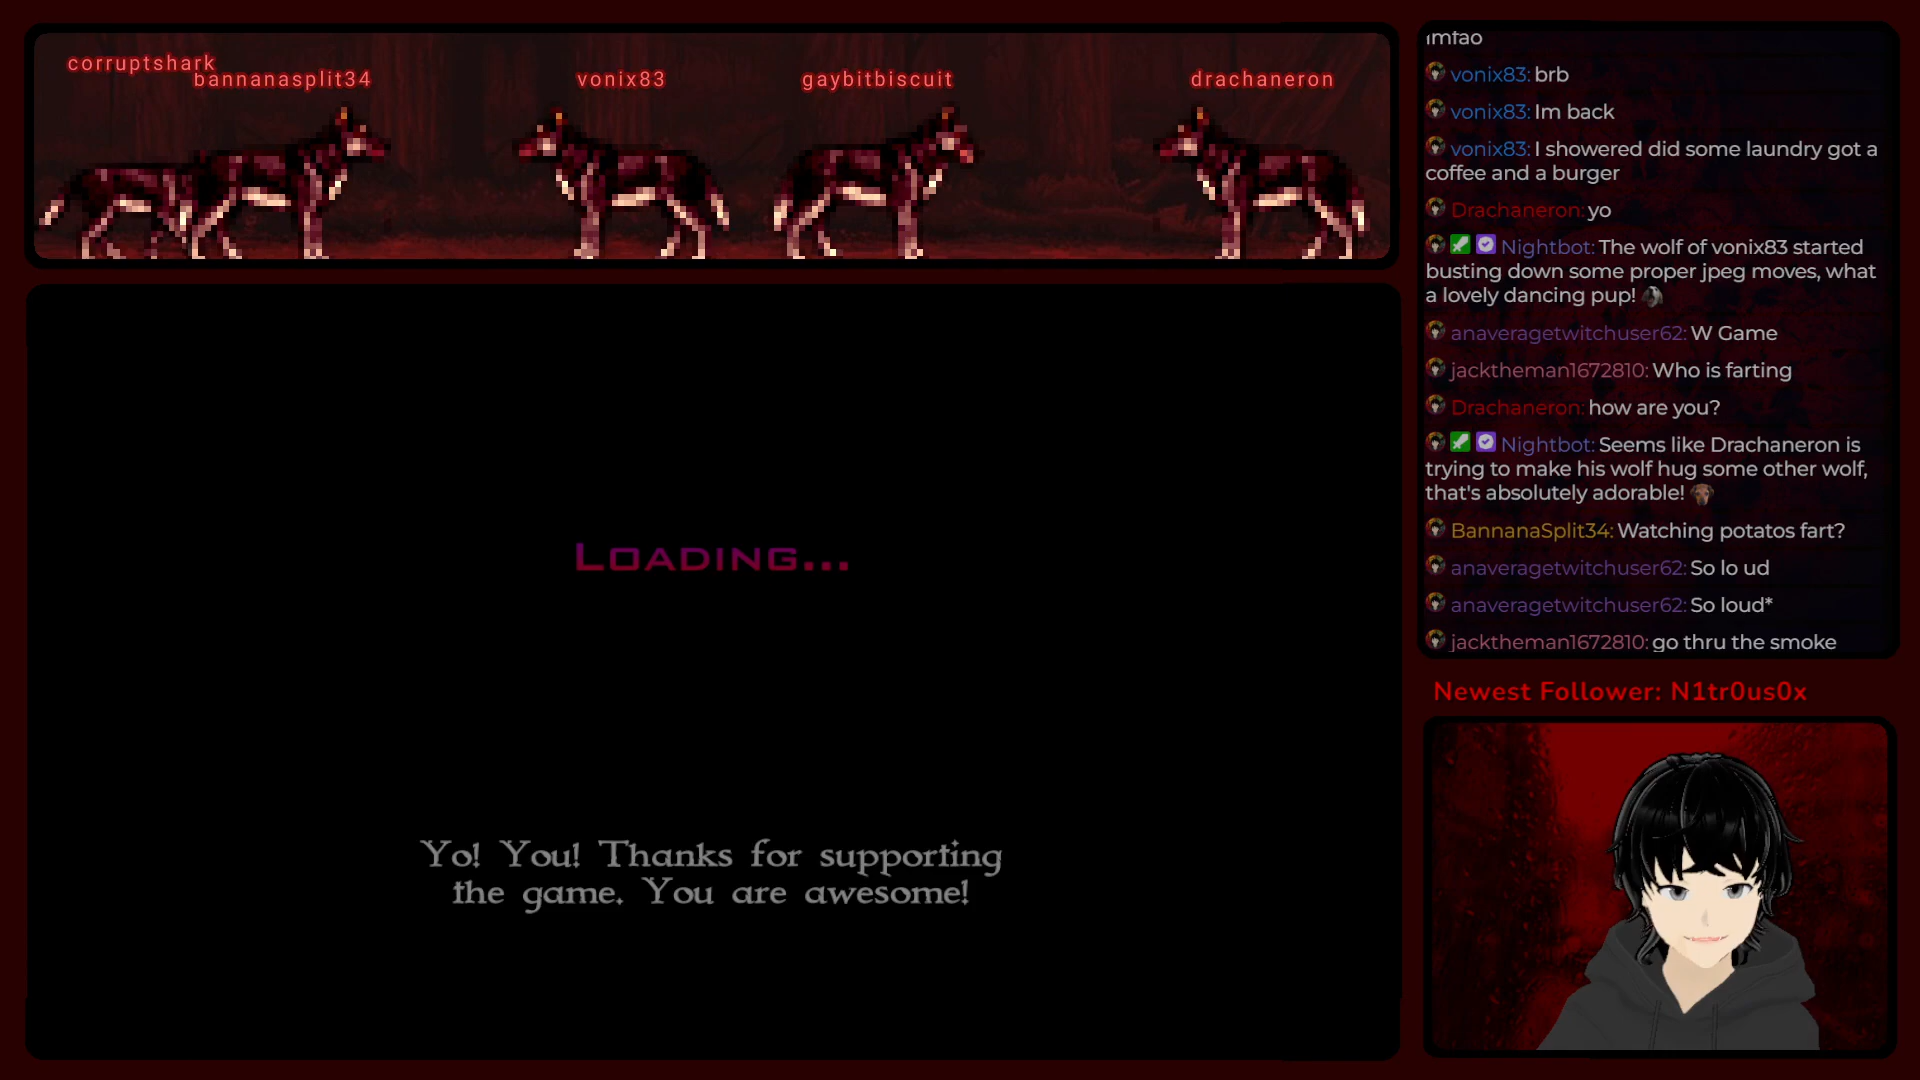 corruptshark
bannanasplit34
vonix83
gaybitbiscuit
drachaneron
lmfao
vonix83: brb
vonix83: Im back
vonix83: I showered did some laundry got a
coffee and a burger
Drachaneron: yo
Nightbot: The wolf of vonix83 started
busting down some proper jpeg moves, what
a lovely dancing pup!
anaveragetwitchuser62: W Game
jacktheman1672810: Who is farting
Drachaneron: how are you?
Nightbot: Seems like Drachaneron is
trying to make his wolf hug some other wolf,
that's absolutely adorable!
BannanaSplit34: Watching potatos fart?
anaveragetwitchuser62: So lo ud
anaveragetwitchuser62: So loud*
jacktheman1672810: go thru the smoke
Newest Follower: N1tr0us0x
Loading...
Yo! You! Thanks for supporting
the game. You are awesome!